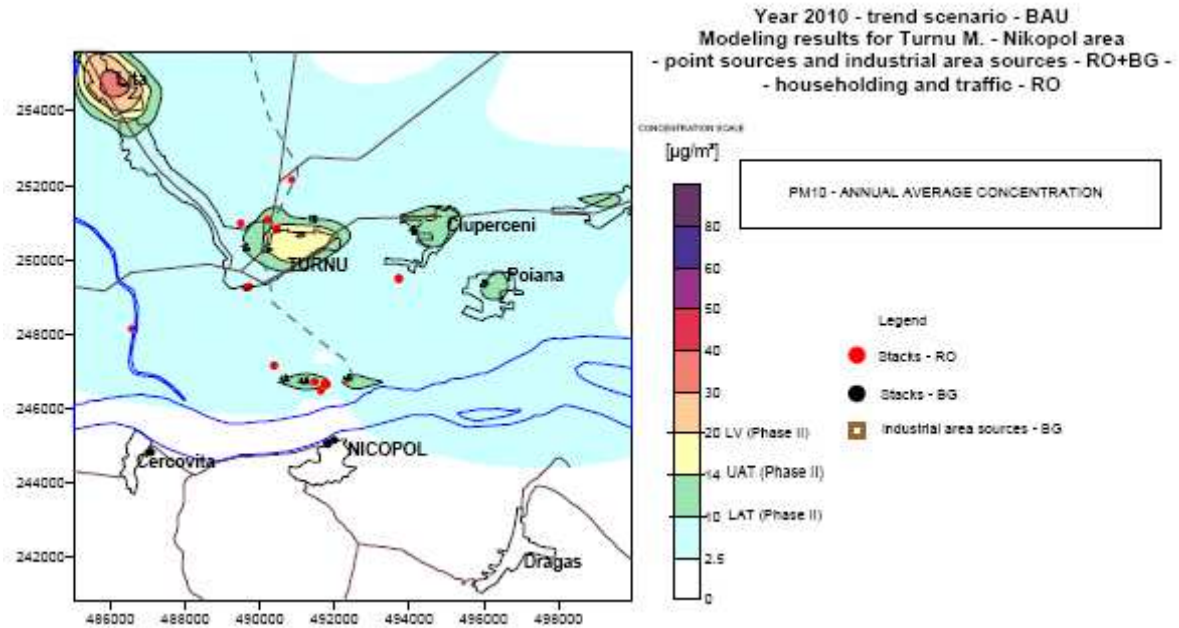 Year 2010 - trend scenario - BAU
Modeling results for Turnu M. - Nikopol area
- point sources and industrial area sources - RO+BG -
- householding and traffic - RO
CONCENTRATION SCALE
[µg/m³]
PM10 - ANNUAL AVERAGE CONCENTRATION
80
60
50
40
30
20 LV (Phase II)
14 UAT (Phase II)
10 LAT (Phase II)
2.5
0
Legend
Stacks - RO
Stacks - BG
Industrial area sources - BG
Lita
Ciuperceni
TURNU
Poiana
NICOPOL
Cercovita
Dragas
254000
252000
250000
248000
246000
244000
242000
486000 488000 490000 492000 494000 496000 498000